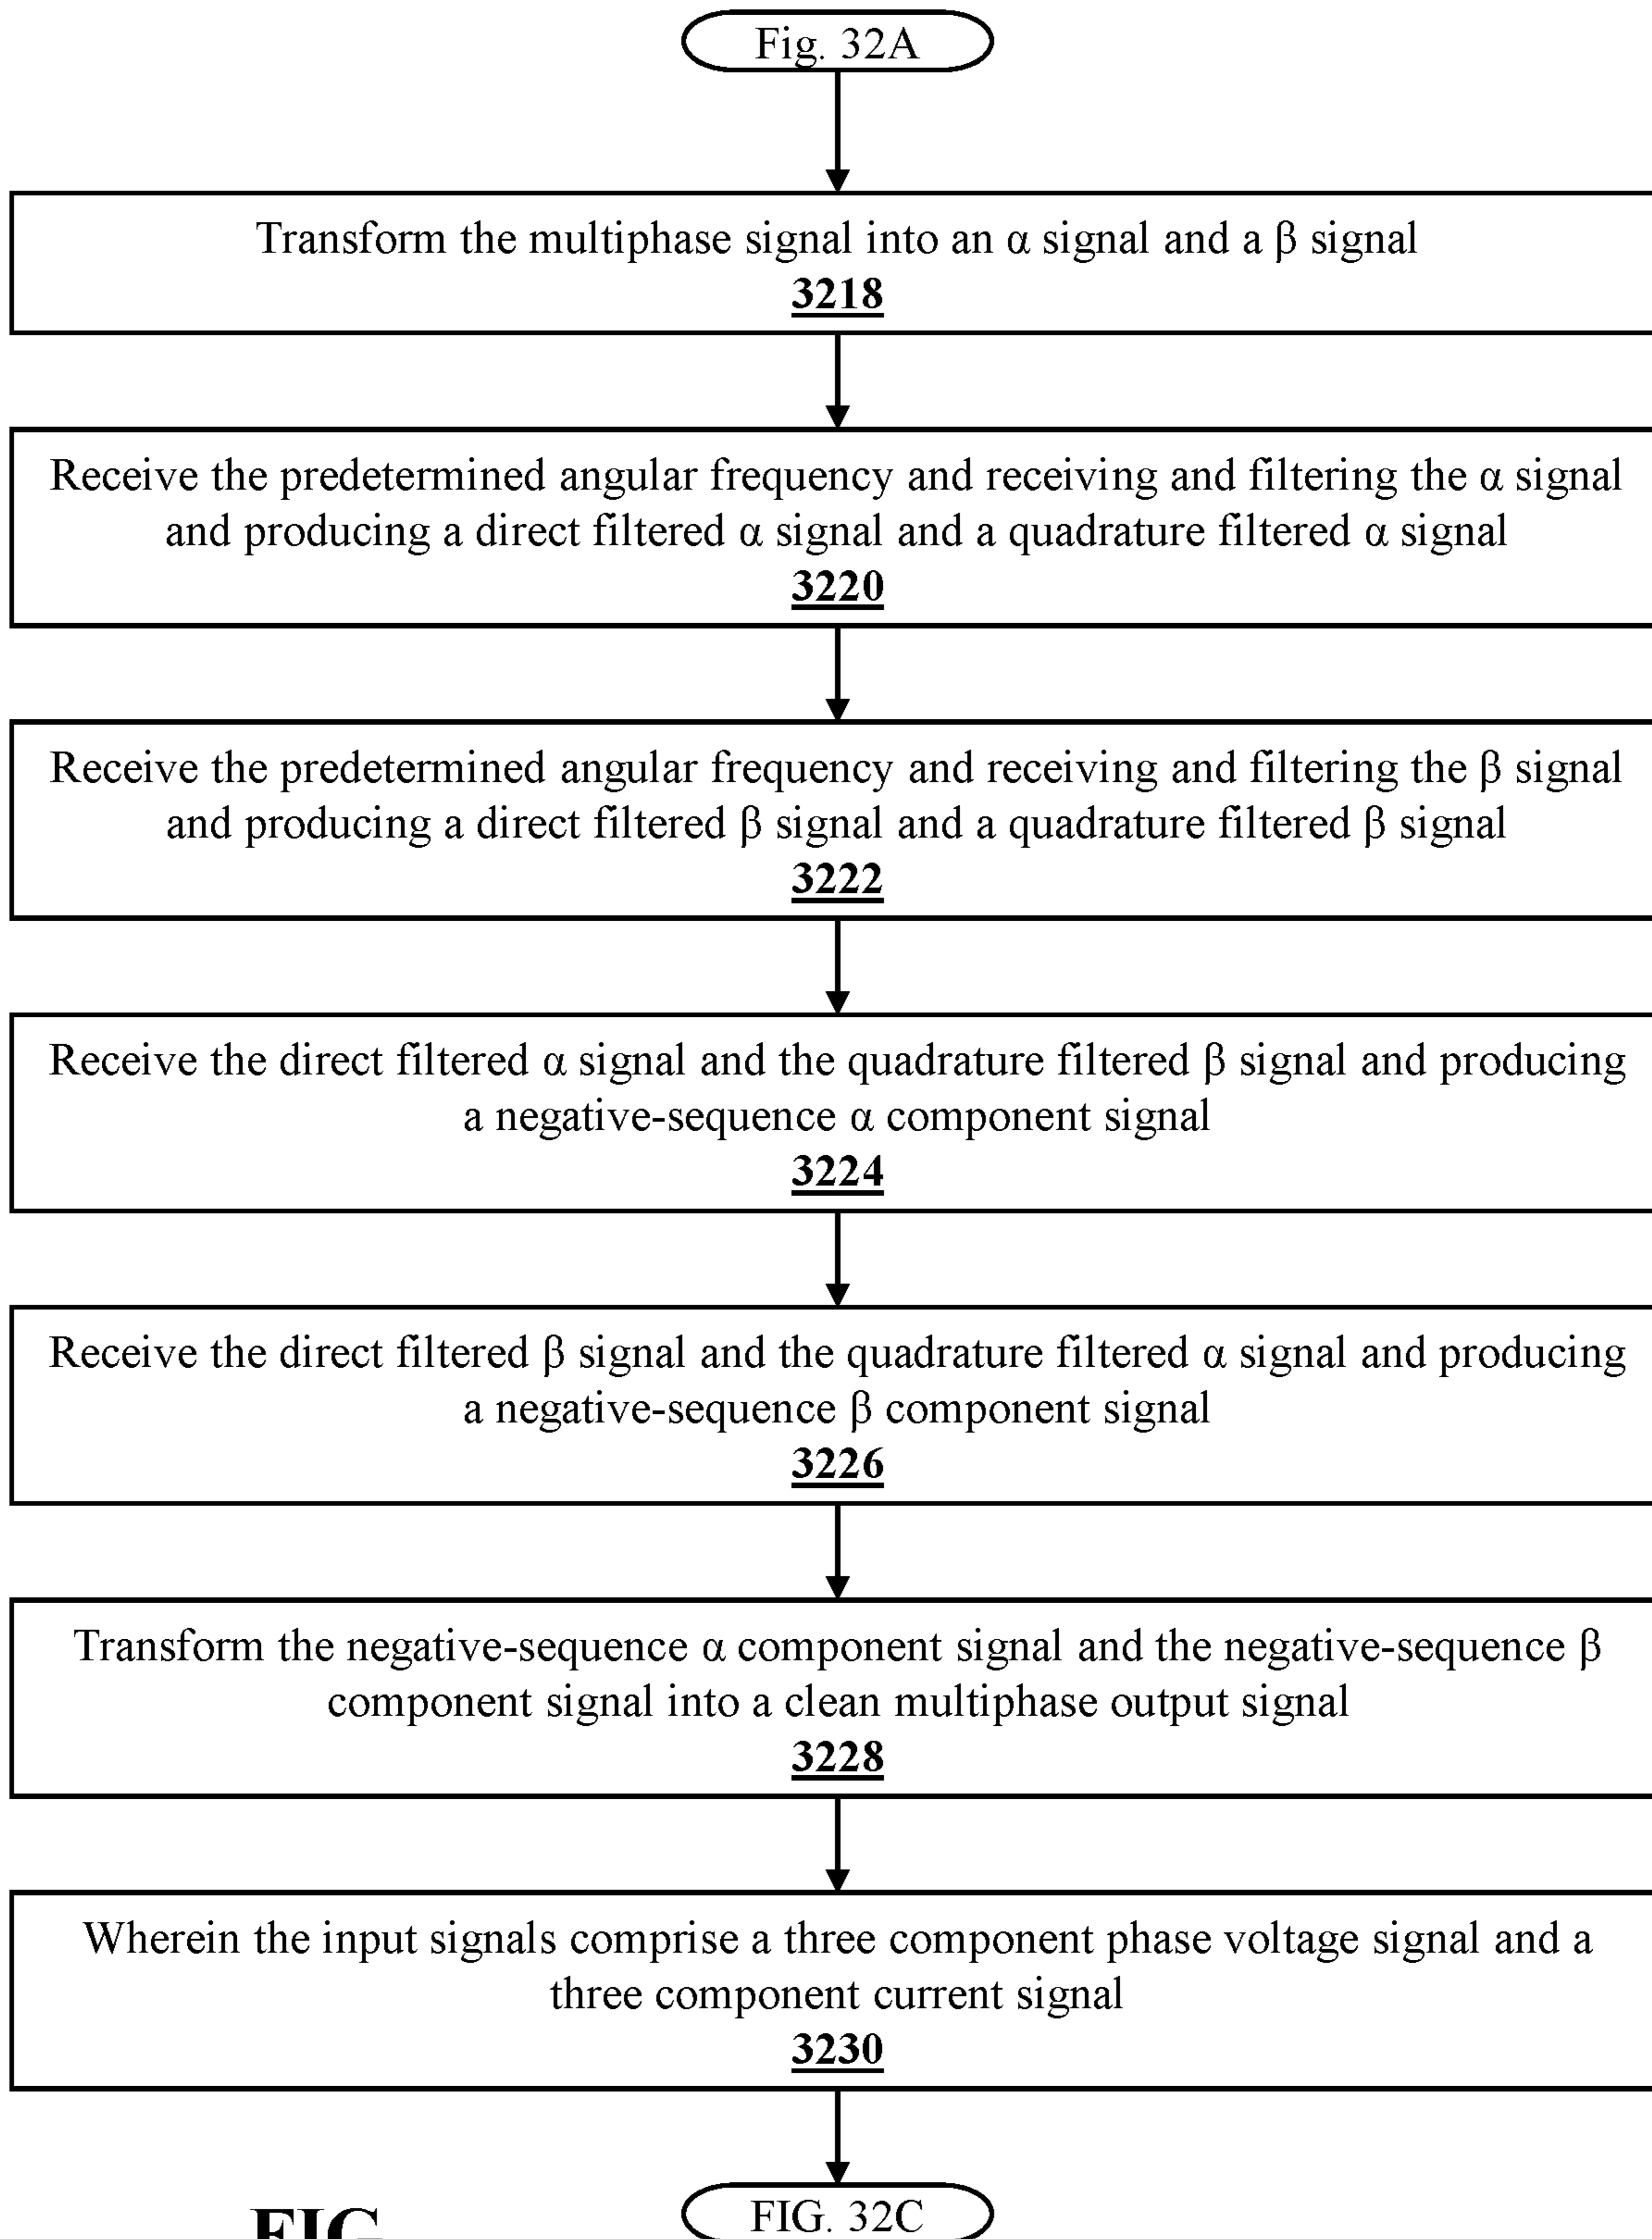 Fig. 32A
Transform the multiphase signal into an α signal and a β signal
3218
Receive the predetermined angular frequency and receiving and filtering the α signal
and producing a direct filtered α signal and a quadrature filtered α signal
3220
Receive the predetermined angular frequency and receiving and filtering the β signal
and producing a direct filtered β signal and a quadrature filtered β signal
3222
Receive the direct filtered α signal and the quadrature filtered β signal and producing
a negative-sequence α component signal
3224
Receive the direct filtered β signal and the quadrature filtered α signal and producing
a negative-sequence β component signal
3226
Transform the negative-sequence α component signal and the negative-sequence β
component signal into a clean multiphase output signal
3228
Wherein the input signals comprise a three component phase voltage signal and a
three component current signal
3230
FIG. 32C
FIG